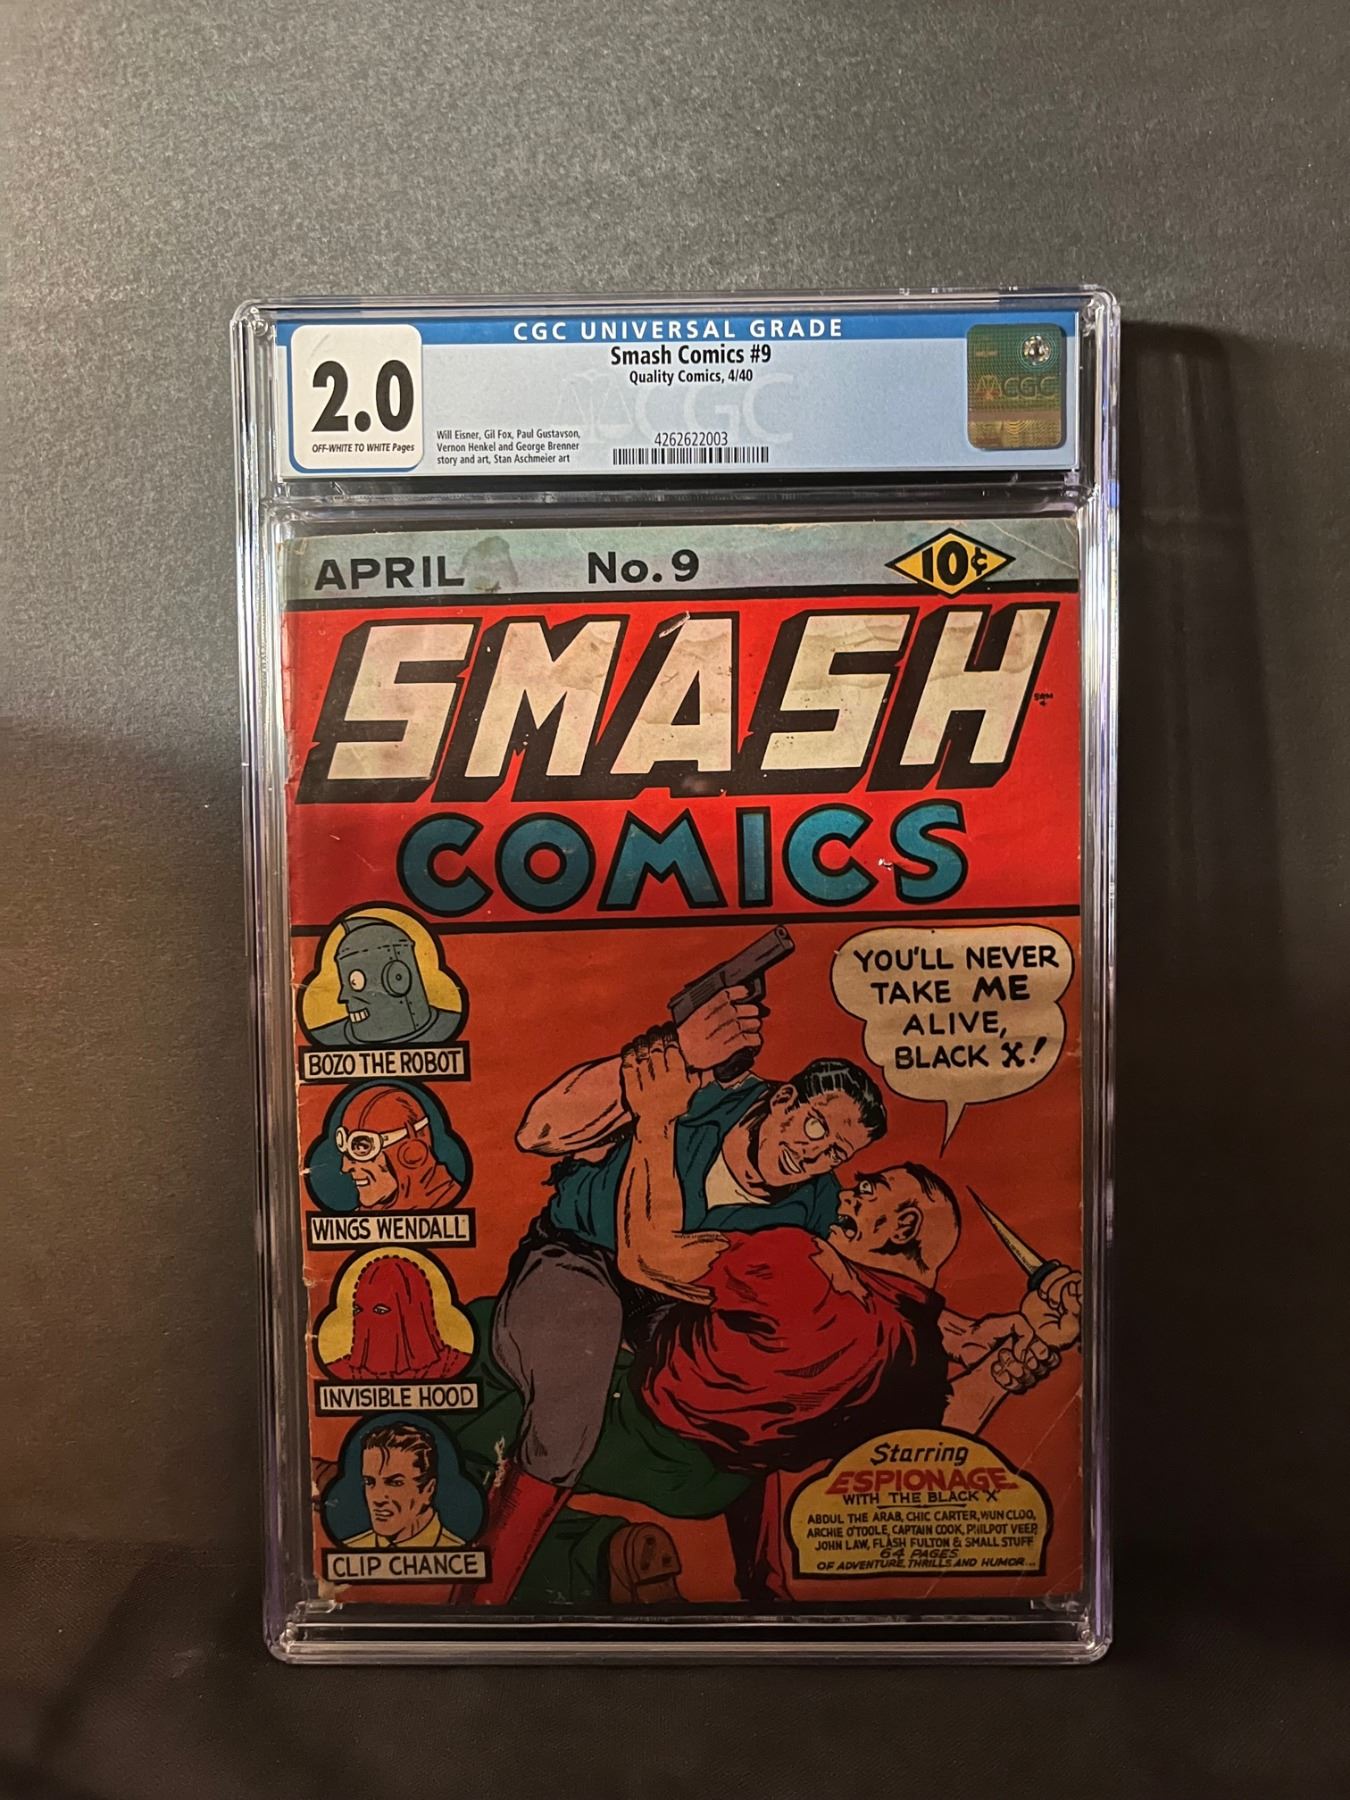 CGC UNIVERSAL GRADE
2.0
OFF-WHITE TO WHITE Pages
Smash Comics #9
Quality Comics, 4/40
Will Eisner, Gil Fox, Paul Gustavson,
Vernon Henkel and George Brenner
story and art, Stan Aschmeier art
CGC
4262622003
CGC
APRIL No. 9 10¢
SMASH
COMICS
YOU'LL NEVER
TAKE ME
ALIVE,
BLACK X!
BOZO THE ROBOT
WINGS WENDALL
INVISIBLE HOOD
CLIP CHANCE
Starring
ESPIONAGE
WITH THE BLACK X
ABDUL THE ARAB, CHIC CARTER, WUN CLOO,
ARCHIE O'TOOLE, CAPTAIN COOK, PHILPOT VEEP,
JOHN LAW, FLASH FULTON & SMALL STUFF
64 PAGES
OF ADVENTURE, THRILLS AND HUMOR...